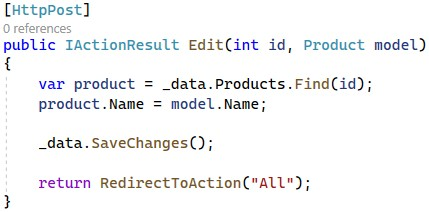 [HttpPost]
0 references
public IActionResult Edit(int id, Product model)
{
    var product = _data.Products.Find(id);
    product.Name = model.Name;

    _data.SaveChanges();

    return RedirectToAction("All");
}